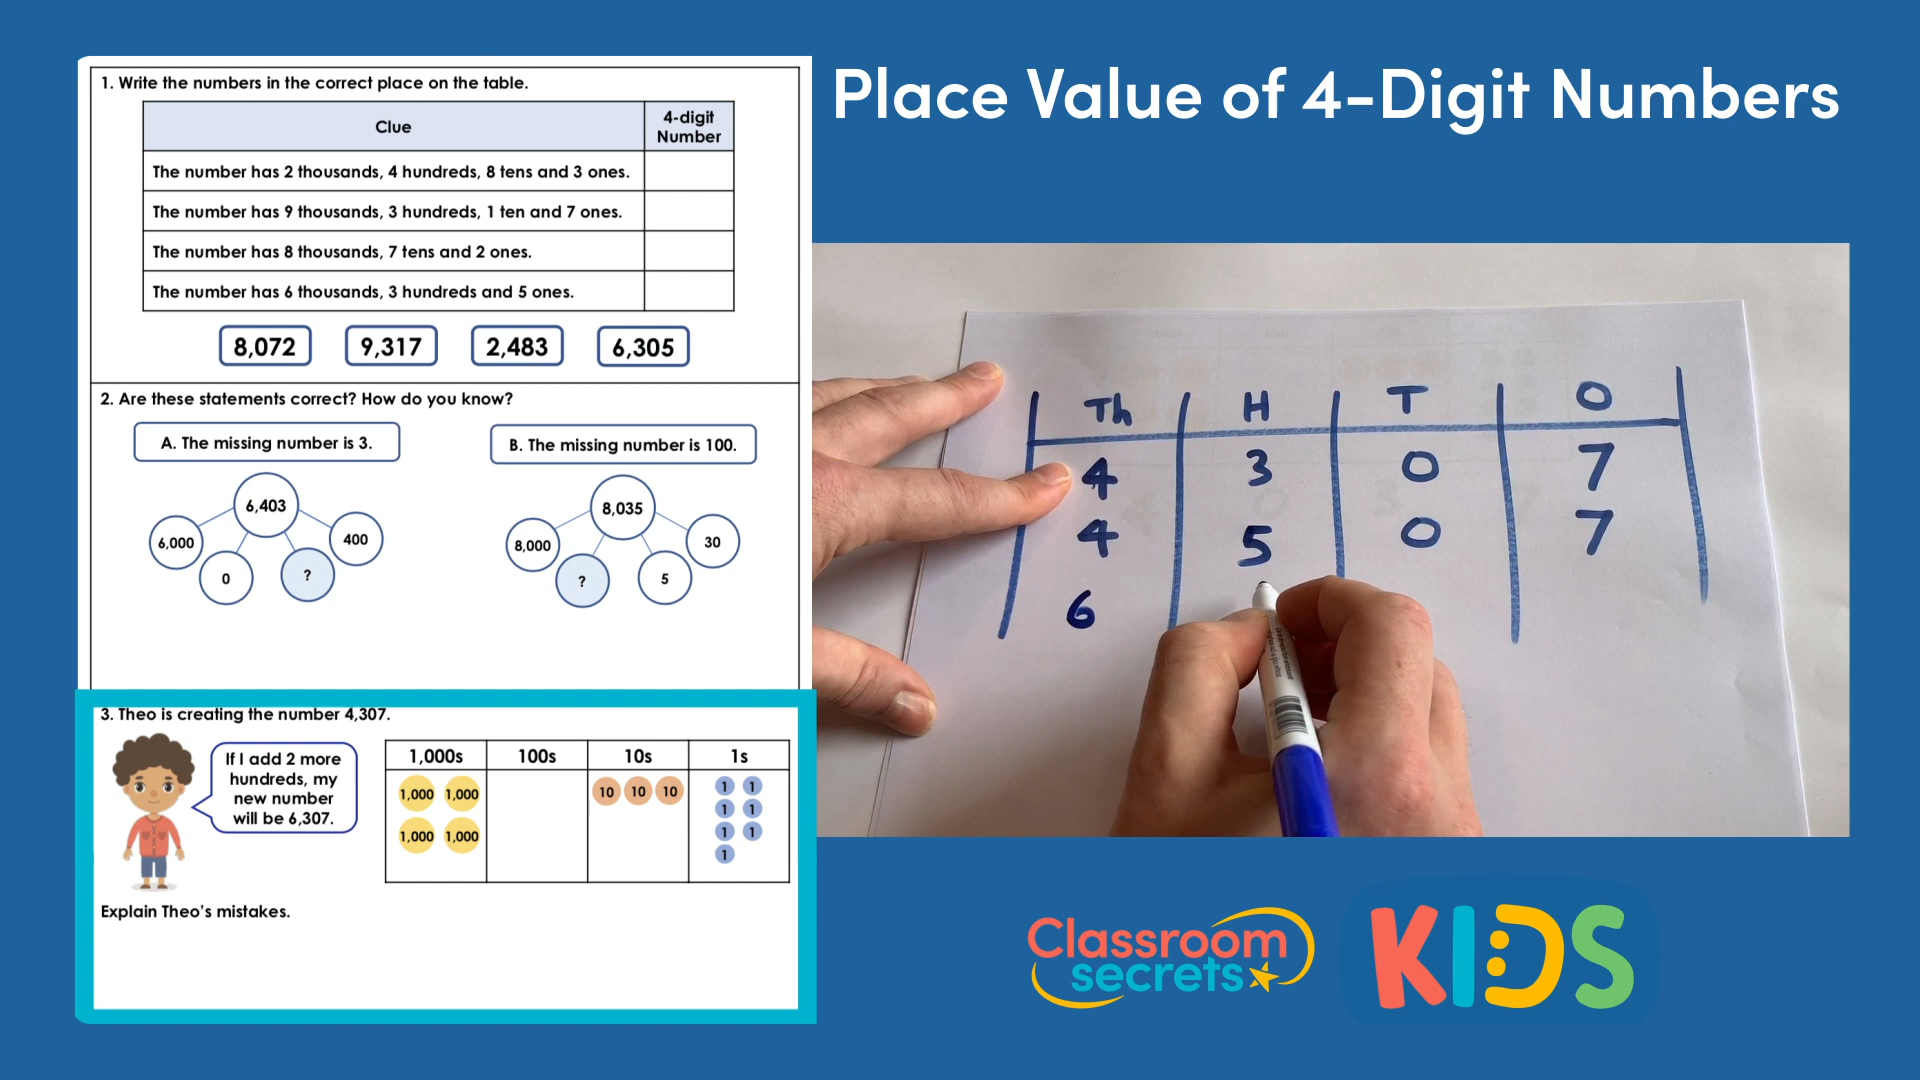 Place Value of 4-Digit Numbers
1. Write the numbers in the correct place on the table.
Clue
4-digit
Number
The number has 2 thousands, 4 hundreds, 8 tens and 3 ones.
The number has 9 thousands, 3 hundreds, 1 ten and 7 ones.
The number has 8 thousands, 7 tens and 2 ones.
The number has 6 thousands, 3 hundreds and 5 ones.
8,072 9,317 2,483 6,305
2. Are these statements correct? How do you know?
A. The missing number is 3.
6,403
6,000 400
0 ?
B. The missing number is 100.
8,035
8,000 30
? 5
3. Theo is creating the number 4,307.
If I add 2 more
hundreds, my
new number
will be 6,307.
1,000s 100s 10s 1s
1,000 1,000 10 10 10 1 1
1 1
1,000 1,000 1 1
1
Explain Theo's mistakes.
Th H T O
4 3 0 7
4 5 0 7
6
Classroom
secrets
KIDS